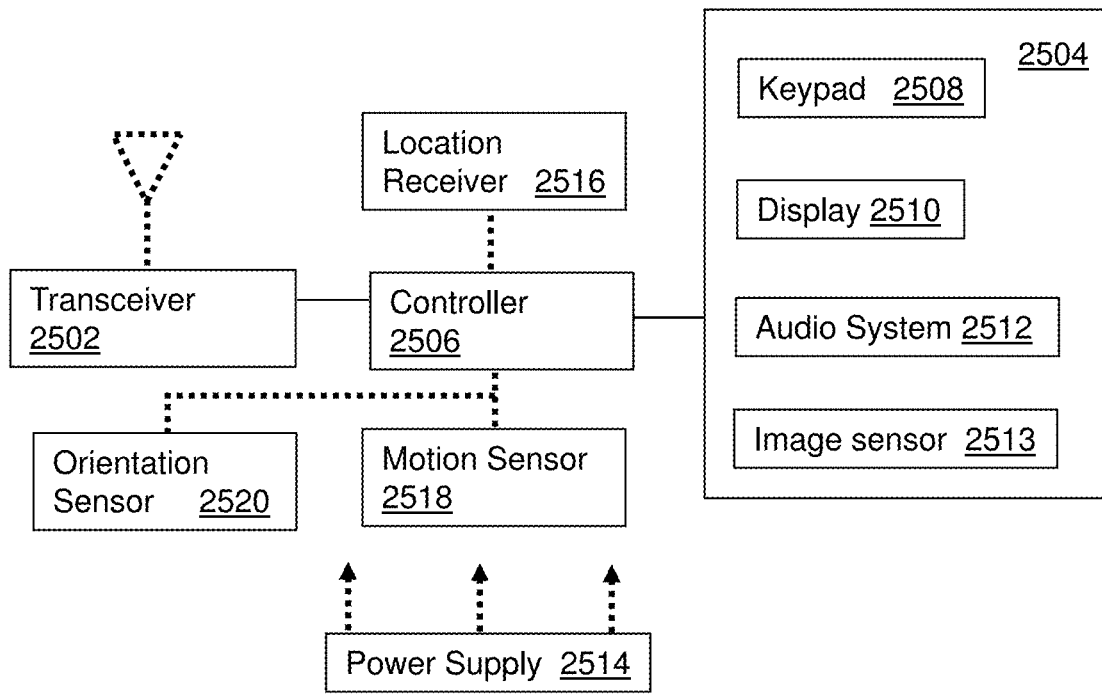 2504
Keypad 2508
Location
Receiver 2516
Display 2510
Transceiver
2502
Controller
2506
Audio System 2512
Image sensor 2513
Orientation
Sensor 2520
Motion Sensor
2518
Power Supply 2514